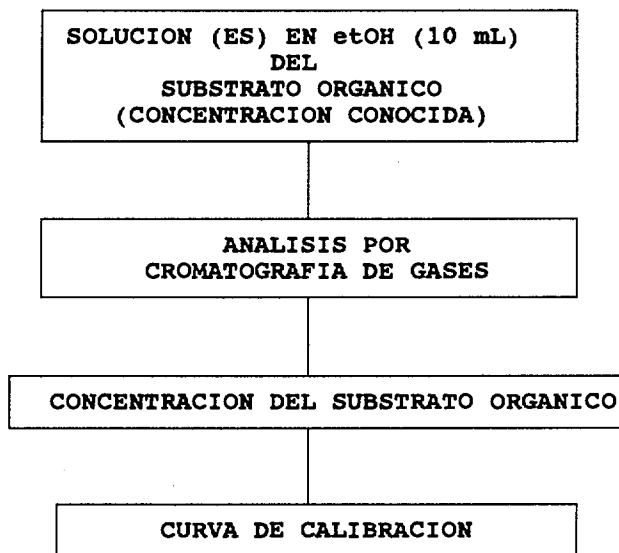 SOLUCION (ES) EN etOH (10 mL)
DEL
SUBSTRATO ORGANICO
(CONCENTRACION CONOCIDA)
ANALISIS POR
CROMATOGRAFIA DE GASES
CONCENTRACION DEL SUBSTRATO ORGANICO
CURVA DE CALIBRACION